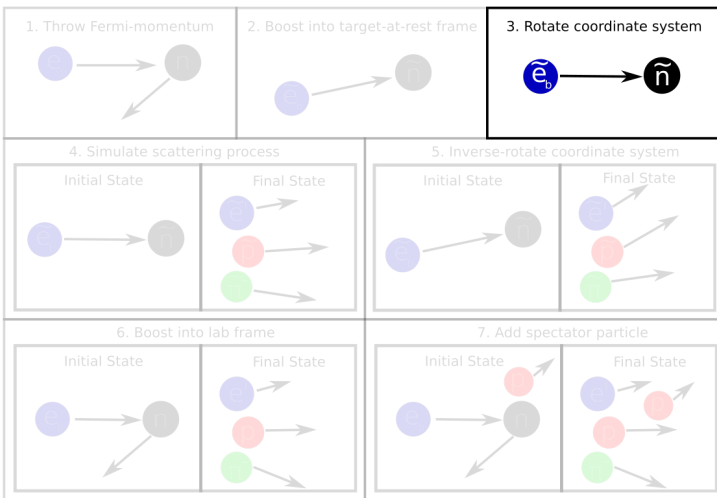 1. Throw Fermi-momentum
2. Boost into target-at-rest frame
3. Rotate coordinate system
e n
e n
ẽb ñ
4. Simulate scattering process
5. Inverse-rotate coordinate system
Initial State
Final State
Initial State
Final State
6. Boost into lab frame
7. Add spectator particle
Initial State
Final State
Initial State
Final State